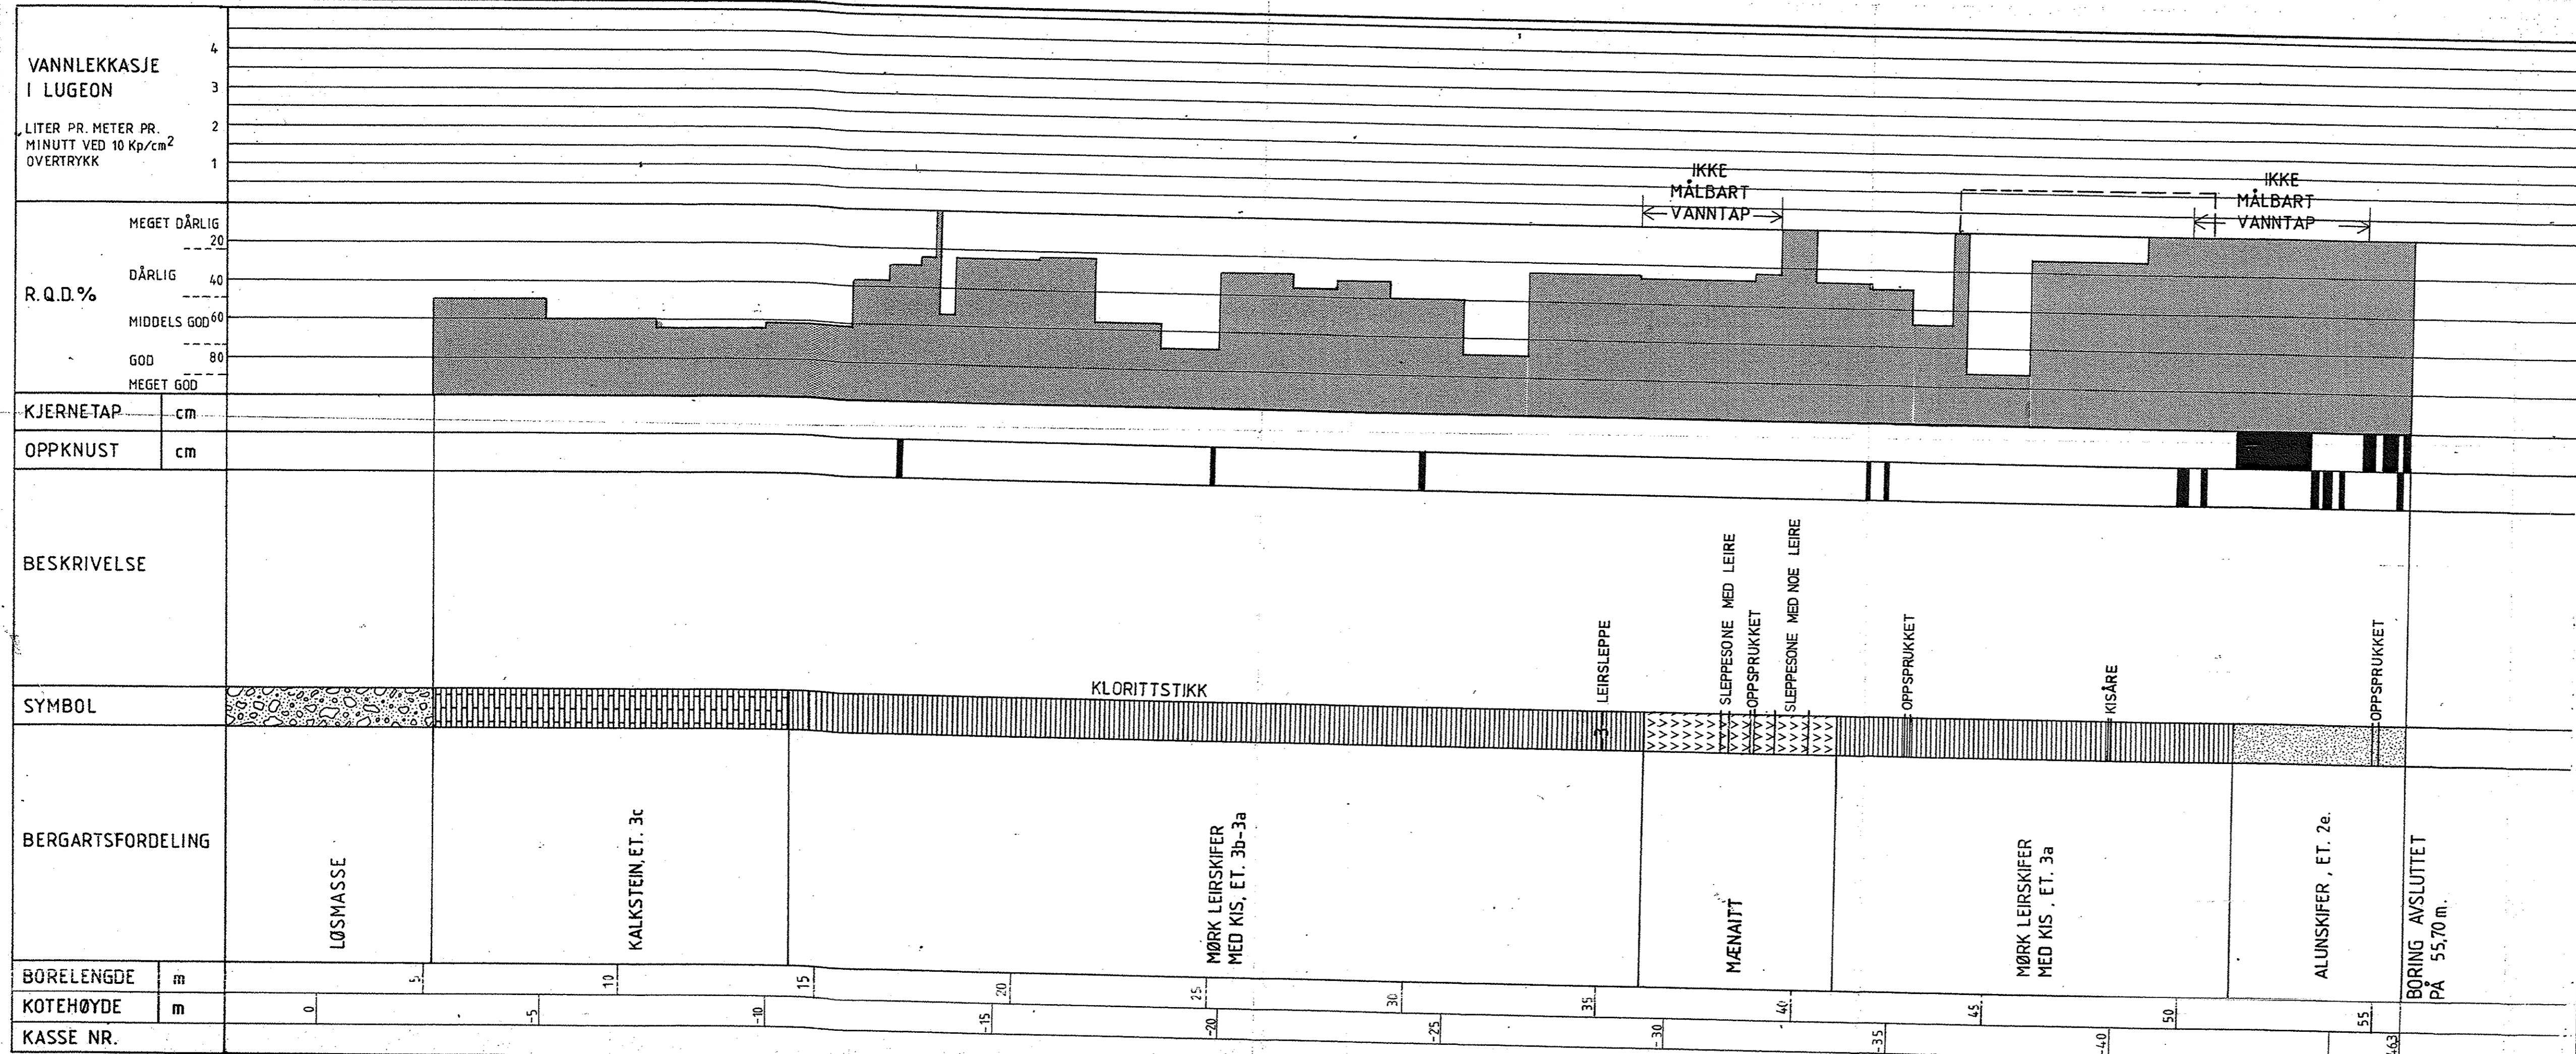 VANNLEKKASJE
I LUGEON
LITER PR. METER PR.
MINUTT VED 10 Kp/cm²
OVERTRYKK
4
3
2
1
IKKE
MÅLBART
VANNTAP
IKKE
MÅLBART
VANNTAP
R.Q.D.%
MEGET DÅRLIG
20
DÅRLIG
40
MIDDELS GOD 60
GOD
80
MEGET GOD
KJERNETAP cm
OPPKNUST cm
BESKRIVELSE
LEIRSLEPPE
SLEPPESONE MED LEIRE
OPPSPRUKKET
SLEPPESONE MED NOE LEIRE
OPPSPRUKKET
KISÅRE
OPPSPRUKKET
SYMBOL
KLORITTSTIKK
BERGARTSFORDELING
LØSMASSE
KALKSTEIN, ET. 3c
MØRK LEIRSKIFER
MED KIS, ET. 3b-3a
MÆNAITT
MØRK LEIRSKIFER
MED KIS, ET. 3a
ALUNSKIFER, ET. 2e.
BORING AVSLUTTET
PÅ 55,70 m.
BORELENGDE m 5 10 15 20 25 30 35 40 45 50 55
KOTEHØYDE m 0 -5 -10 -15 -20 -25 -30 -35 -40
KASSE NR.